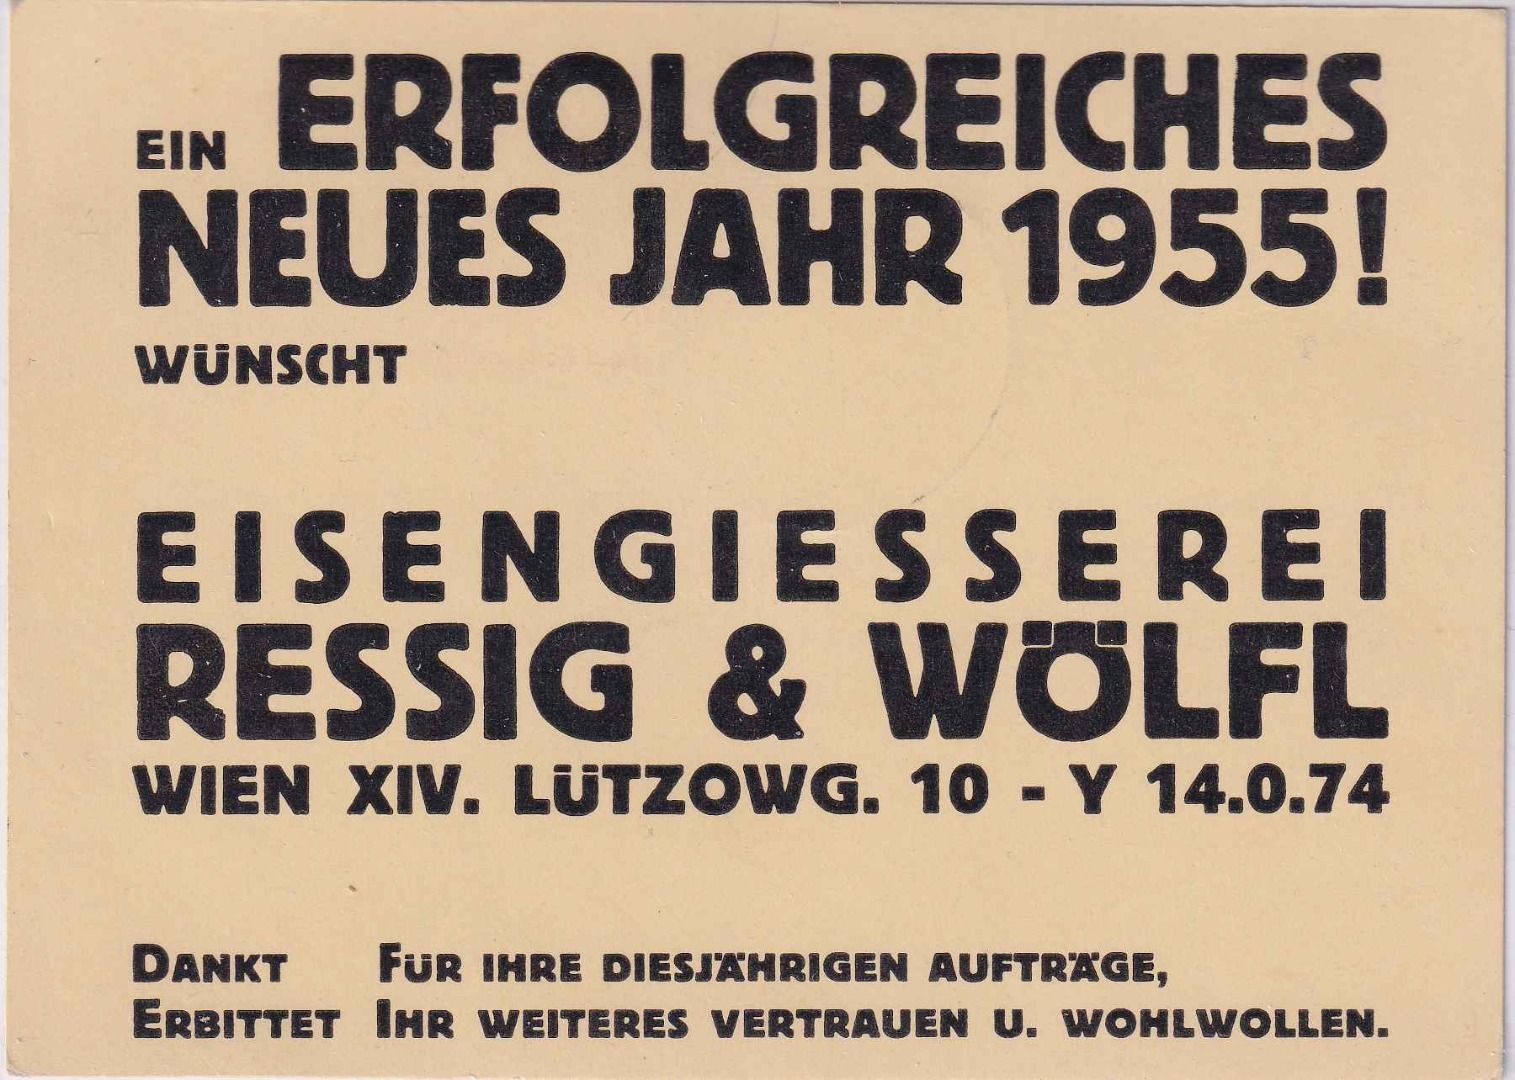 EIN ERFOLGREICHES
NEUES JAHR 1955!
WÜNSCHT
EISENGIESSEREI
RESSIG & WÖLFL
WIEN XIV. LÜTZOWG. 10 - Y 14.0.74
DANKT FÜR IHRE DIESJÄHRIGEN AUFTRÄGE,
ERBITTET IHR WEITERES VERTRAUEN U. WOHLWOLLEN.